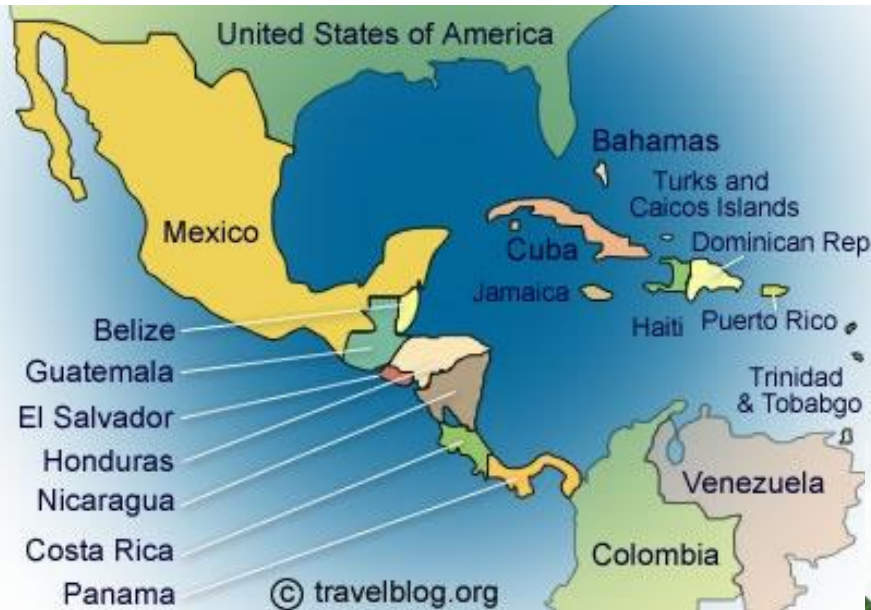 United States of America
Bahamas
Turks and
Caicos Islands
Mexico
Cuba
Dominican Rep
Jamaica
Haiti
Puerto Rico
Belize
Guatemala
El Salvador
Honduras
Nicaragua
Costa Rica
Panama
Trinidad
& Tobabgo
Venezuela
Colombia
© travelblog.org